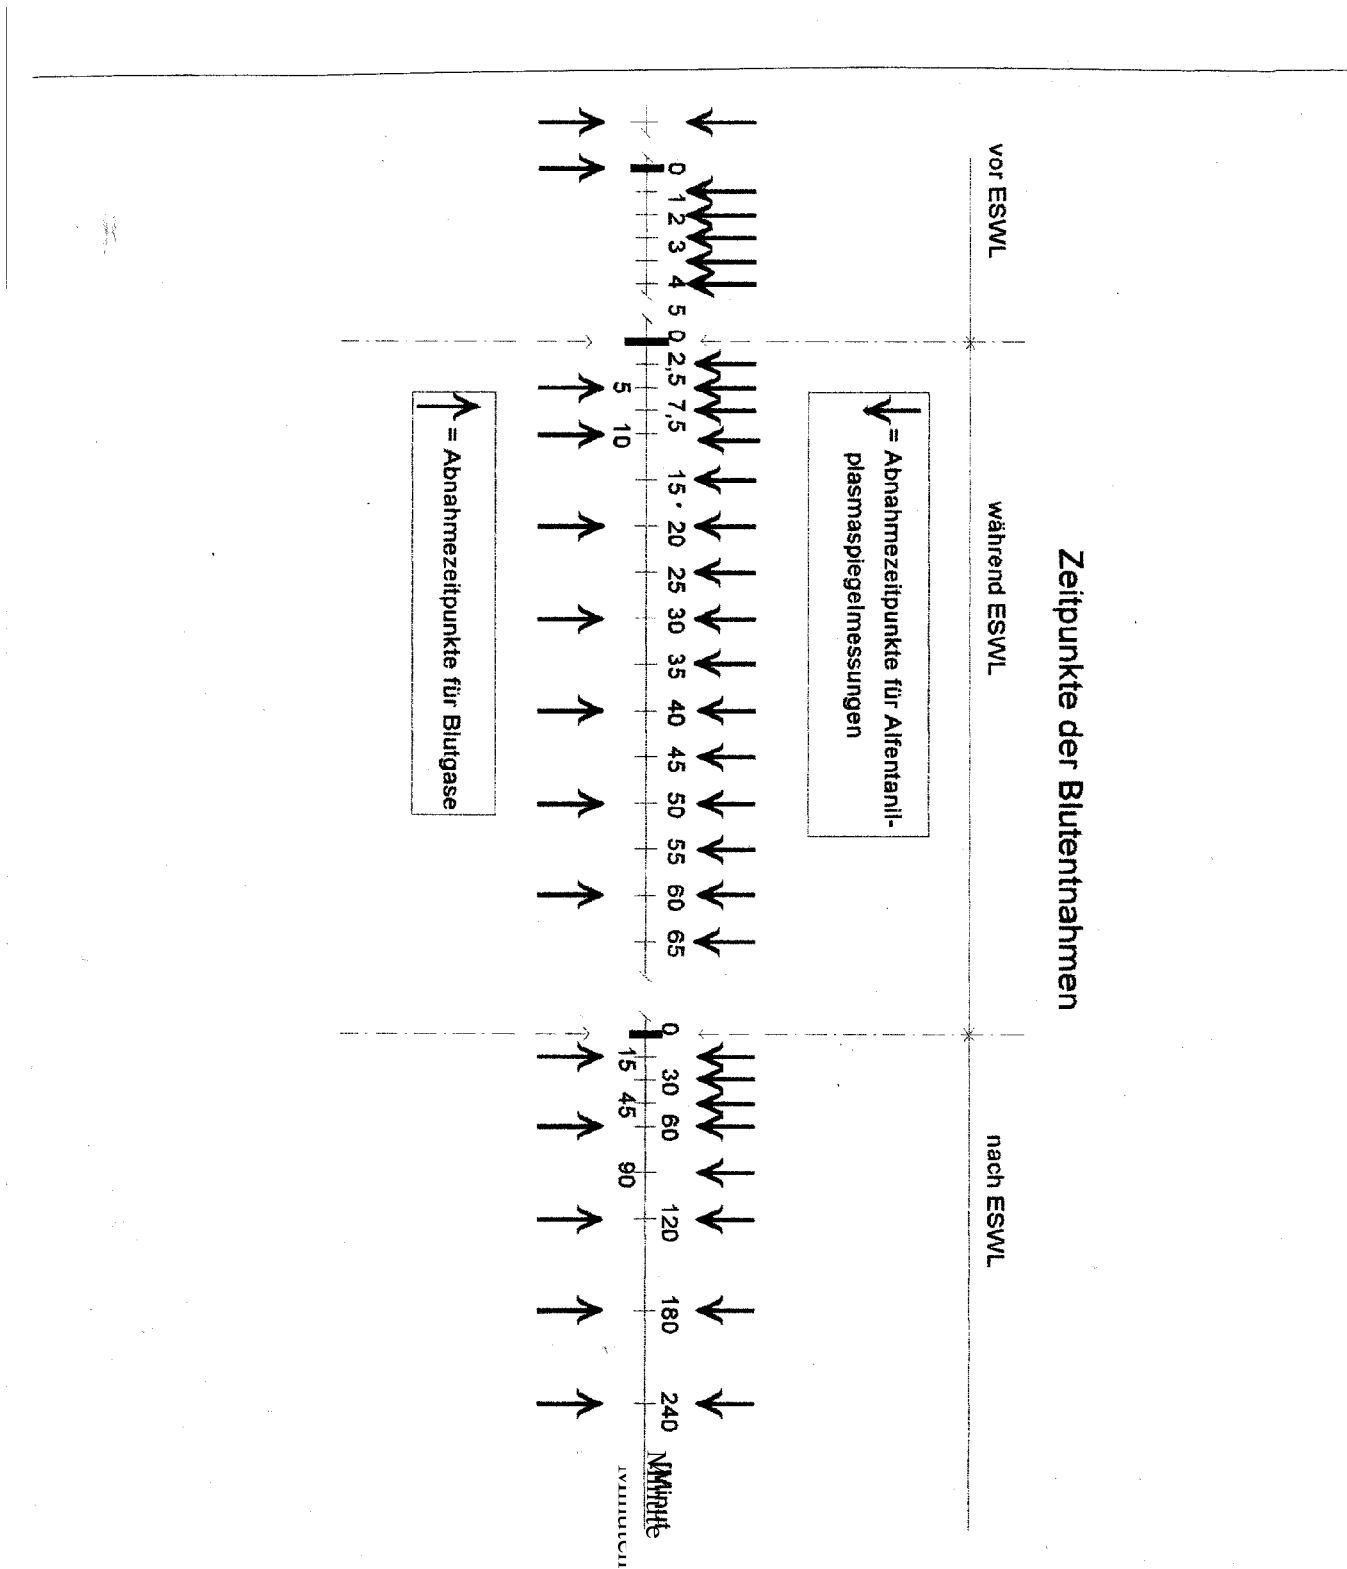 Zeitpunkte der Blutentnahmen
vor ESWL
während ESWL
nach ESWL
= Abnahmezeitpunkte für Alfentanil-
plasmaspiegelmessungen
0 1 2 3 4 5 0 2,5 7,5 15 20 25 30 35 40 45 50 55 60 65 0 30 60 120 180 240
5 10 15 45 90
= Abnahmezeitpunkte für Blutgase